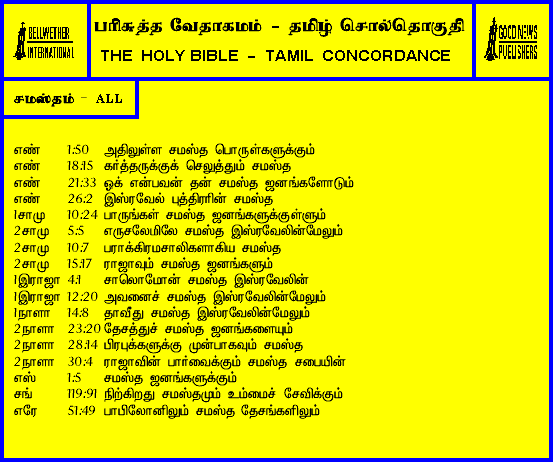 BELLWETHER
INTERNATIONAL
பரிசுத்த வேதாகமம் - தமிழ் சொல்தொகுதி
THE HOLY BIBLE - TAMIL CONCORDANCE
GOOD NEWS
PUBLISHERS
சமஸ்தம் - ALL
எண் 1:50 அதிலுள்ள சமஸ்த பொருள்களுக்கும்
எண் 18:15 கர்த்தருக்குக் செலுத்தும் சமஸ்த
எண் 21:33 ஓக் என்பவன் தன் சமஸ்த ஜனங்களோடும்
எண் 26:2 இஸ்ரவேல் புத்திரரின் சமஸ்த
1சாமு 10:24 பாருங்கள் சமஸ்த ஜனங்களுக்குள்ளும்
2சாமு 5:5 எருசலேமிலே சமஸ்த இஸ்ரவேலின்மேலும்
2சாமு 10:7 பராக்கிரமசாலிகளாகிய சமஸ்த
2சாமு 15:17 ராஜாவும் சமஸ்த ஜனங்களும்
1இராஜா 4:1 சாலொமோன் சமஸ்த இஸ்ரவேலின்
1இராஜா 12:20 அவனைச் சமஸ்த இஸ்ரவேலின்மேலும்
1நாளா 14:8 தாவீது சமஸ்த இஸ்ரவேலின்மேலும்
2நாளா 23:20 தேசத்துச் சமஸ்த ஜனங்களையும்
2நாளா 28:14 பிரபுக்களுக்கு முன்பாகவும் சமஸ்த
2நாளா 30:4 ராஜாவின் பார்வைக்கும் சமஸ்த சபையின்
எஸ் 1:5 சமஸ்த ஜனங்களுக்கும்
சங் 119:91 நிற்கிறது சமஸ்தமும் உம்மைச் சேவிக்கும்
எரே 51:49 பாபிலோனிலும் சமஸ்த தேசங்களிலும்